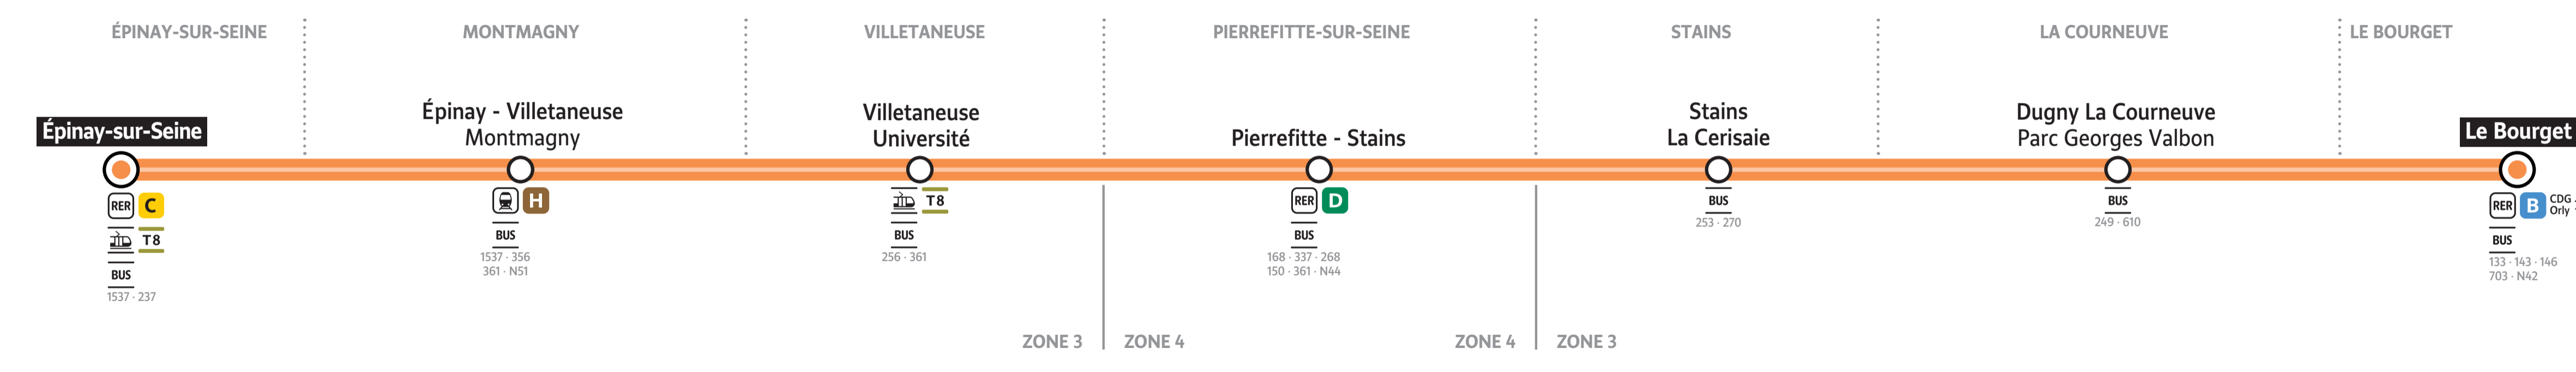 ÉPINAY-SUR-SEINE
MONTMAGNY
VILLETANEUSE
PIERREFITTE-SUR-SEINE
STAINS
LA COURNEUVE
LE BOURGET
Épinay-sur-Seine
RER C
T8
BUS
1537 · 237
Épinay - Villetaneuse
Montmagny
H
BUS
1537 · 356
361 · N51
Villetaneuse
Université
T8
BUS
256 · 361
Pierrefitte - Stains
RER D
BUS
168 · 337 · 268
150 · 361 · N44
Stains
La Cerisaie
BUS
253 · 270
Dugny La Courneuve
Parc Georges Valbon
BUS
249 · 610
Le Bourget
RER B
CDG
Orly
BUS
133 · 143 · 146
703 · N42
ZONE 3
ZONE 4
ZONE 4
ZONE 3